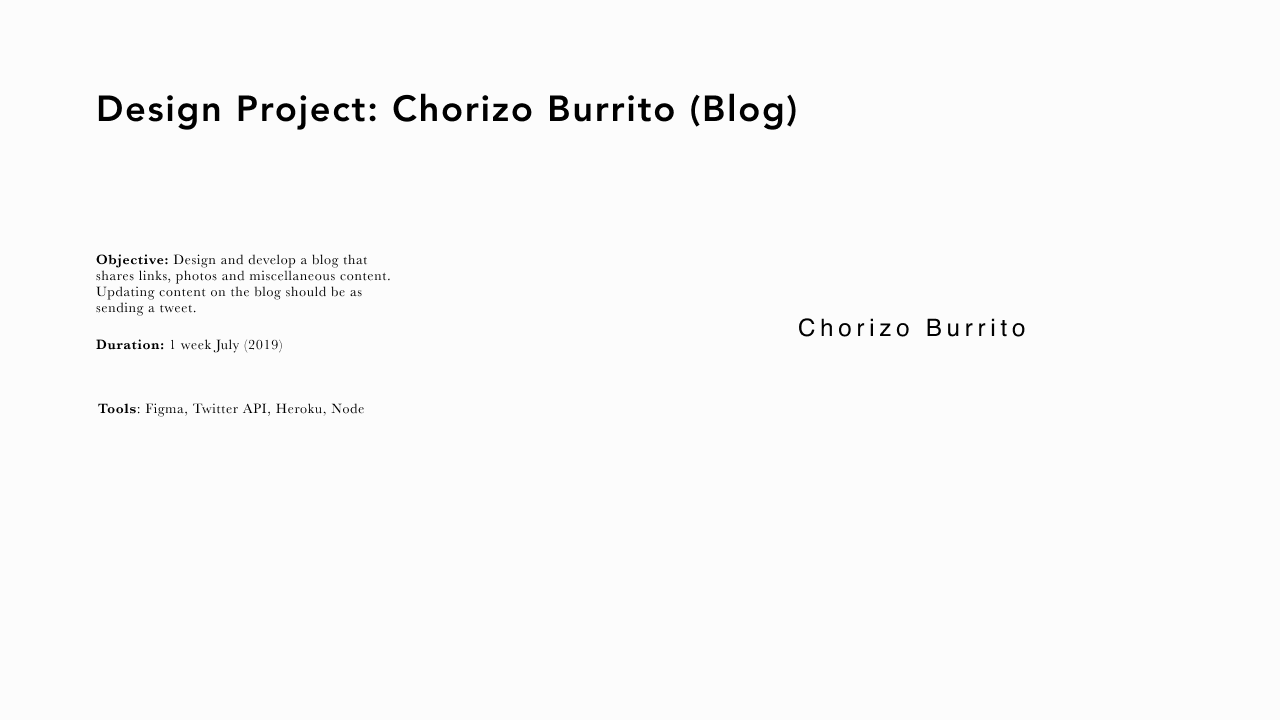 Design Project: Chorizo Burrito (Blog)
Objective: Design and develop a blog that
shares links, photos and miscellaneous content.
Updating content on the blog should be as
sending a tweet.
Duration: 1 week July (2019)
Tools: Figma, Twitter API, Heroku, Node
Chorizo Burrito